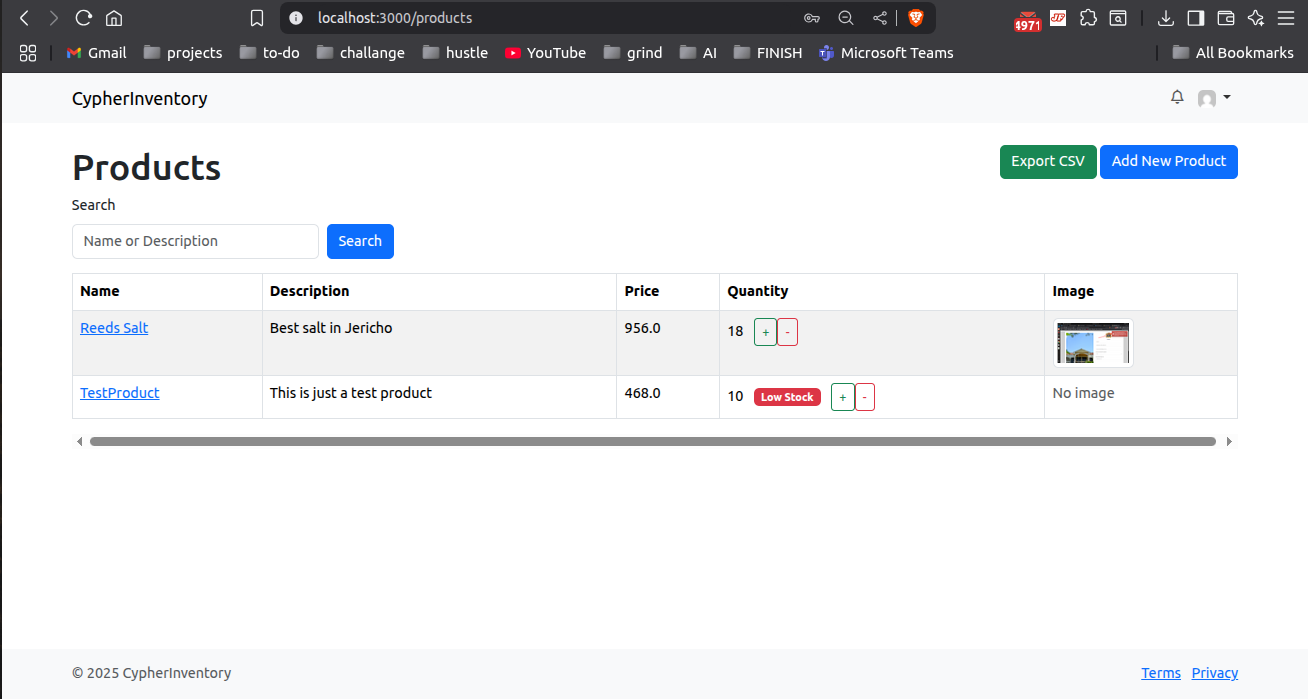 localhost:3000/products
4971
Gmail projects to-do challange hustle YouTube grind AI FINISH Microsoft Teams All Bookmarks
CypherInventory
Products
Export CSV Add New Product
Search
Name or Description Search
Name Description Price Quantity Image
Reeds Salt Best salt in Jericho 956.0 18 + -
TestProduct This is just a test product 468.0 10 Low Stock + - No image
© 2025 CypherInventory Terms Privacy